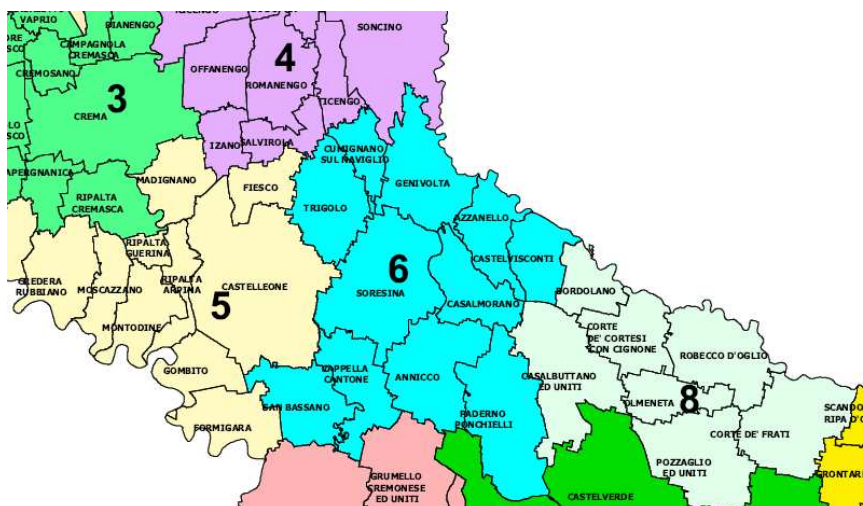 VAPRIO
PIANENGO
SONCINO
CAMPAGNOLA
CREMASCA
CREMOSANO
OFFANENGO
4
ROMANENGO
3
CREMA
TICENGO
IZANO
SALVIROLA
CUMIGNANO
SUL NAVIGLIO
CAPERGNANICA
MADIGNANO
FIESCO
GENIVOLTA
RIPALTA
CREMASCA
TRIGOLO
AZZANELLO
RIPALTA
GUERINA
CASTELVISCONTI
CREDERA
RUBBIANO
MOSCAZZANO
RIPALTA
ARPINA
CASTELLEONE
6
SORESINA
BORDOLANO
5
CASALMORANO
MONTODINE
CORTE
DE' CORTESI
CON CIGNONE
ROBECCO D'OGLIO
GOMBITO
CAPPELLA
CANTONE
ANNICCO
CASALBUTTANO
ED UNITI
8
OLMENETA
SAN BASSANO
PADERNO
PONCHIELLI
FORMIGARA
CORTE DE' FRATI
POZZAGLIO
ED UNITI
GRUMELLO
CREMONESE
ED UNITI
CASTELVERDE